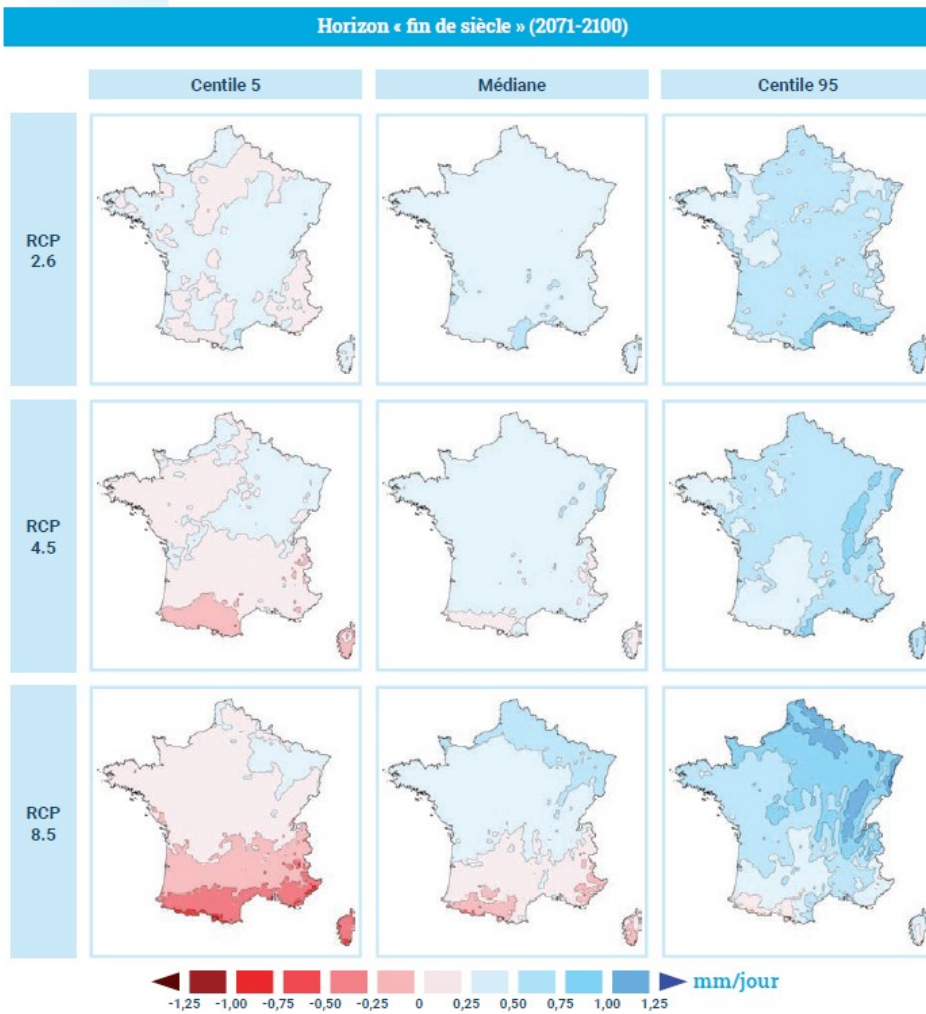 Horizon « fin de siècle » (2071-2100)
Centile 5
Médiane
Centile 95
RCP
2.6
RCP
4.5
RCP
8.5
-1,25 -1,00 -0,75 -0,50 -0,25 0 0,25 0,50 0,75 1,00 1,25 mm/jour